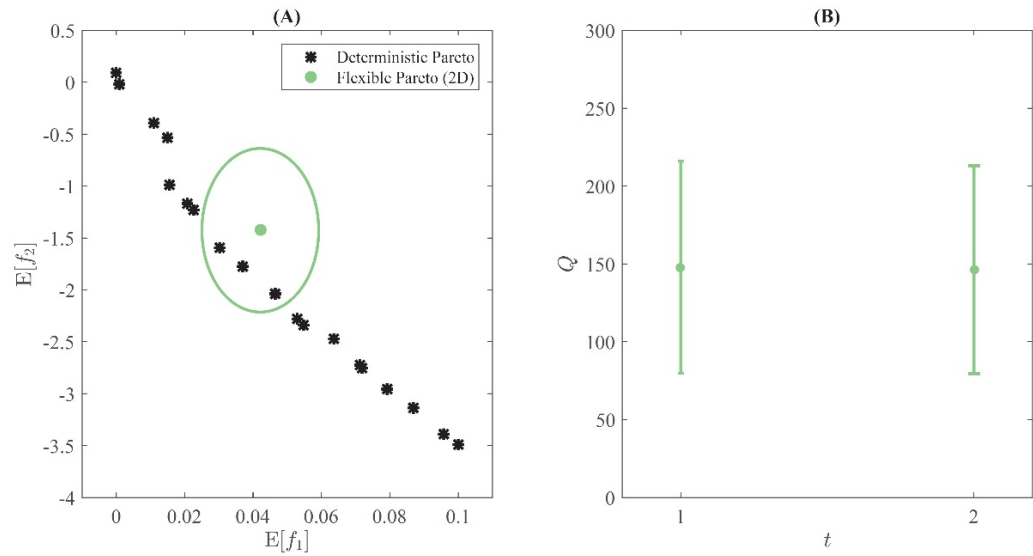 (A)
0.5
0
-0.5
-1
-1.5
-2
-2.5
-3
-3.5
-4
E[f₂]
0 0.02 0.04 0.06 0.08 0.1
E[f₁]
Deterministic Pareto
Flexible Pareto (2D)
(B)
300
250
200
150
100
50
0
Q
1 2
t